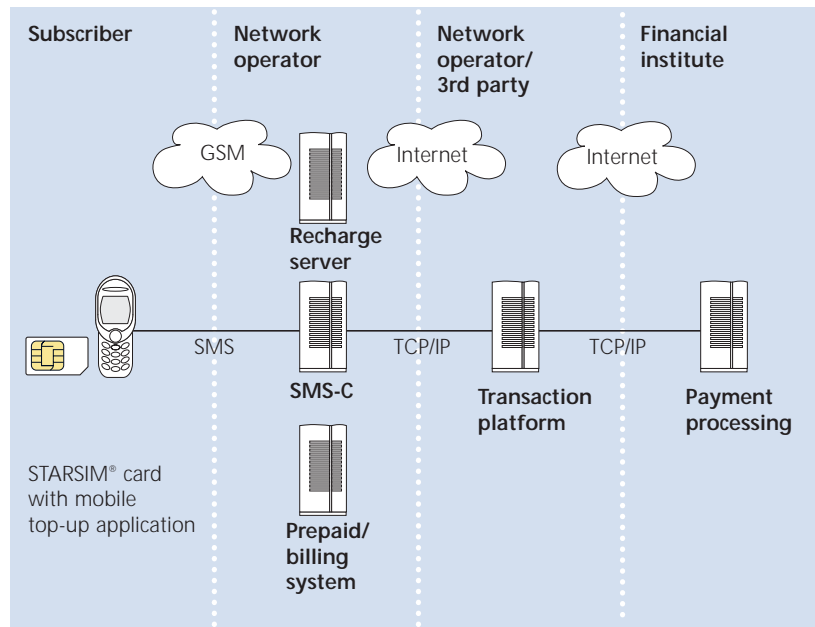 Subscriber
Network
operator
Network
operator/
3rd party
Financial
institute
GSM
Internet
Internet
Recharge
server
SMS
TCP/IP
TCP/IP
SMS-C
Transaction
platform
Payment
processing
STARSIM® card
with mobile
top-up application
Prepaid/
billing
system